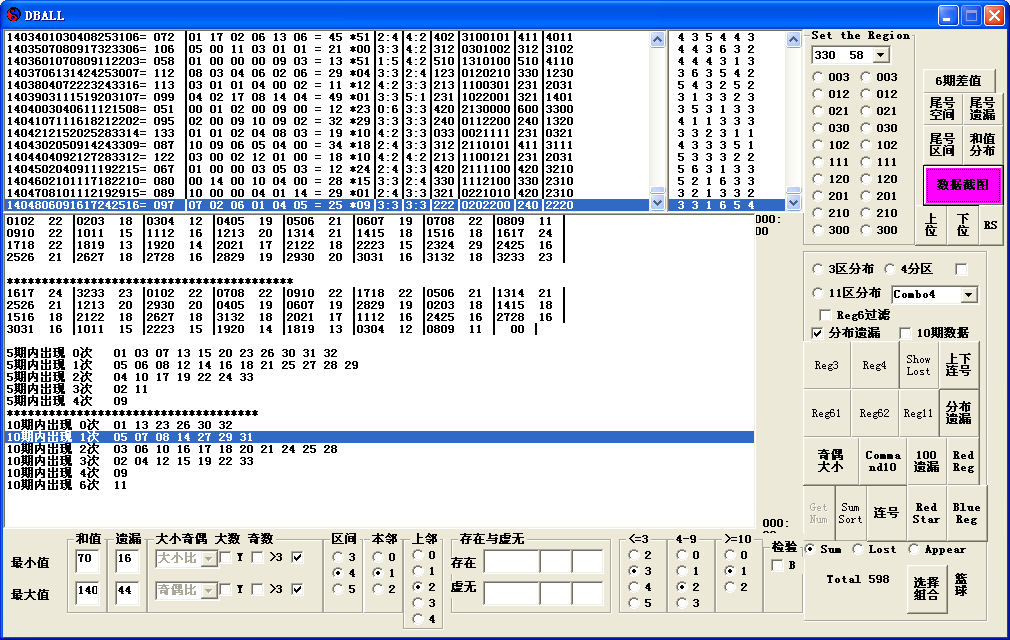 DBALL
140340103040825310​6= 072 |01 17 02 06 13 06 = 45 *51 |2:4|4:2|402 |3100101|411 |4011
1403507080917323306= 106 |05 00 11 03 01 01 = 21 *00 |3:3|4:2|312 |0301002|312 |3102
1403601070809112203= 058 |01 00 00 00 09 03 = 13 *51 |1:5|4:2|510 |1310100|510 |4110
1403706131424253007= 112 |08 03 04 06 02 06 = 29 *04 |3:3|2:4|123 |0120210|330 |1230
1403804072223243316= 113 |03 01 04 00 02 = 11 *12 |4:2|3:3|213 |1100301|231 |2031
1403903111519203107= 099 |04 02 17 08 14 04 = 49 *01 |3:3|5:1|231 |1022001|321 |1401
1404003040611121508= 051 |00 01 02 00 09 00 = 12 *23 |0:6|3:3|420 |2130000|600 |3300
1404107111618212202= 095 |02 00 09 10 09 02 = 32 *29 |3:3|3:3|240 |0112200|240 |1320
1404212152025283314= 133 |01 01 02 04 08 03 = 19 *10 |4:2|3:3|033 |0021111|231 |0321
1404302050914243309= 087 |10 09 06 05 04 00 = 34 *18 |2:4|3:3|312 |2110101|411 |3111
1404404092127283312= 122 |03 00 02 12 01 00 = 18 *10 |4:2|4:2|213 |1100121|231 |2031
1404502040911192215= 067 |01 00 00 03 05 03 = 12 *24 |2:4|3:3|420 |2111100|420 |3210
1404602101117182210= 080 |00 14 00 10 04 00 = 28 *15 |3:3|2:4|330 |1112100|330 |2310
1404708101112192915= 089 |10 00 00 04 01 14 = 29 *01 |2:4|3:3|321 |0221010|420 |2310
1404806091617242516= 097 |07 02 06 01 04 05 = 25 *09 |3:3|3:3|222 |0202200|240 |2220
4 3 5 4 4 3
4 4 4 3 1 3
3 6 3 5 4 2
5 4 3 2 5 2
3 1 3 3 2 3
3 5 3 1 3 3
4 1 1 3 3 3
3 3 2 3 1 1
4 4 3 3 6 3
5 3 3 3 2 2
5 6 3 1 3 3
5 2 1 6 3 3
3 2 1 3 3 2
3 3 1 6 5 4
0102 22 |0203 18 |0304 12 |0405 19 |0506 21 |0607 19 |0708 22 |0809 11 |
0910 22 |1011 15 |1112 16 |1213 20 |1314 21 |1415 18 |1516 18 |1617 24 |
1718 22 |1819 13 |1920 14 |2021 17 |2122 18 |2223 15 |2324 29 |2425 16 |
2526 21 |2627 18 |2728 16 |2829 19 |2930 20 |3031 16 |3132 18 |3233 23 |
*****************************************
1617 24 |3233 23 |0102 22 |0708 22 |0910 22 |1718 22 |0506 21 |1314 21 |
2526 21 |1213 20 |2930 20 |0405 19 |0607 19 |2829 19 |0203 18 |1415 18 |
1516 18 |2122 18 |2627 18 |3132 18 |2021 17 |1112 16 |2425 16 |2728 16 |
3031 16 |1011 15 |2223 15 |1920 14 |1819 13 |0304 12 |0809 11 | 00 |
5期内出现 0次 01 03 07 13 15 20 23 26 30 31 32
5期内出现 1次 05 06 08 12 14 16 18 21 25 27 28 29
5期内出现 2次 04 10 17 19 22 24 33
5期内出现 3次 02 11
5期内出现 4次 09
************************************
10期内出现 0次 01 13 23 26 30 32
10期内出现 1次 05 07 08 14 27 29 31
10期内出现 2次 03 06 10 16 17 18 20 21 24 25 28
10期内出现 3次 02 04 12 15 19 22 33
10期内出现 4次 09
10期内出现 6次 11
000:
00
000:
Set the Region
330 58
003 003
012 012
021 021
030 030
102 102
111 111
120 120
201 201
210 210
300 300
6期差值
尾号空间 尾号遗漏
尾号区间 和值分布
数据截图
上位 下位 RS
3区分布 4分区
11区分布 Combo4
Reg6过滤
分布遗漏 10期数据
Reg3 Reg4 Show Lost 上下连号
Reg61 Reg62 Reg11 分布遗漏
奇偶大小 Command10 100遗漏 Red Reg
Get Num Sum Sort 连号 Red Star Blue Reg
Sum Lost Appear
Total 598 选择组合 篮球
和值 遗漏 大小奇偶 大数 奇数 区间 本邻 上邻 存在与虚无 <=3 4-9 >=10 检验
最小值 70 16 大小比 Y >3
最大值 140 44 奇偶比 Y >3
3
4
5
0
1
2
0
1
2
3
4
存在
虚无
2
3
4
5
0
1
2
3
0
1
2
B